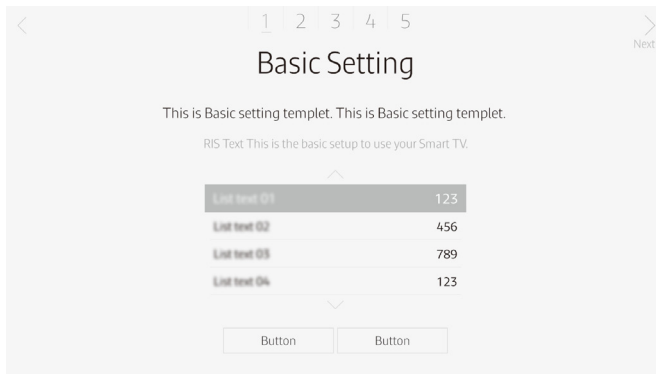 1 2 3 4 5
Next
Basic Setting
This is Basic setting templet. This is Basic setting templet.
RIS Text This is the basic setup to use your Smart TV.
List text 01 123
List text 02 456
List text 03 789
List text 04 123
Button Button